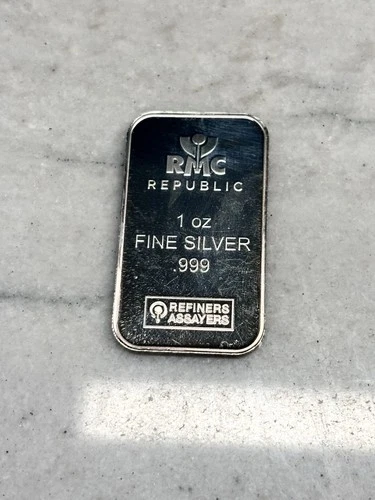 RMC
REPUBLIC
1 oz
FINE SILVER
.999
REFINERS
ASSAYERS